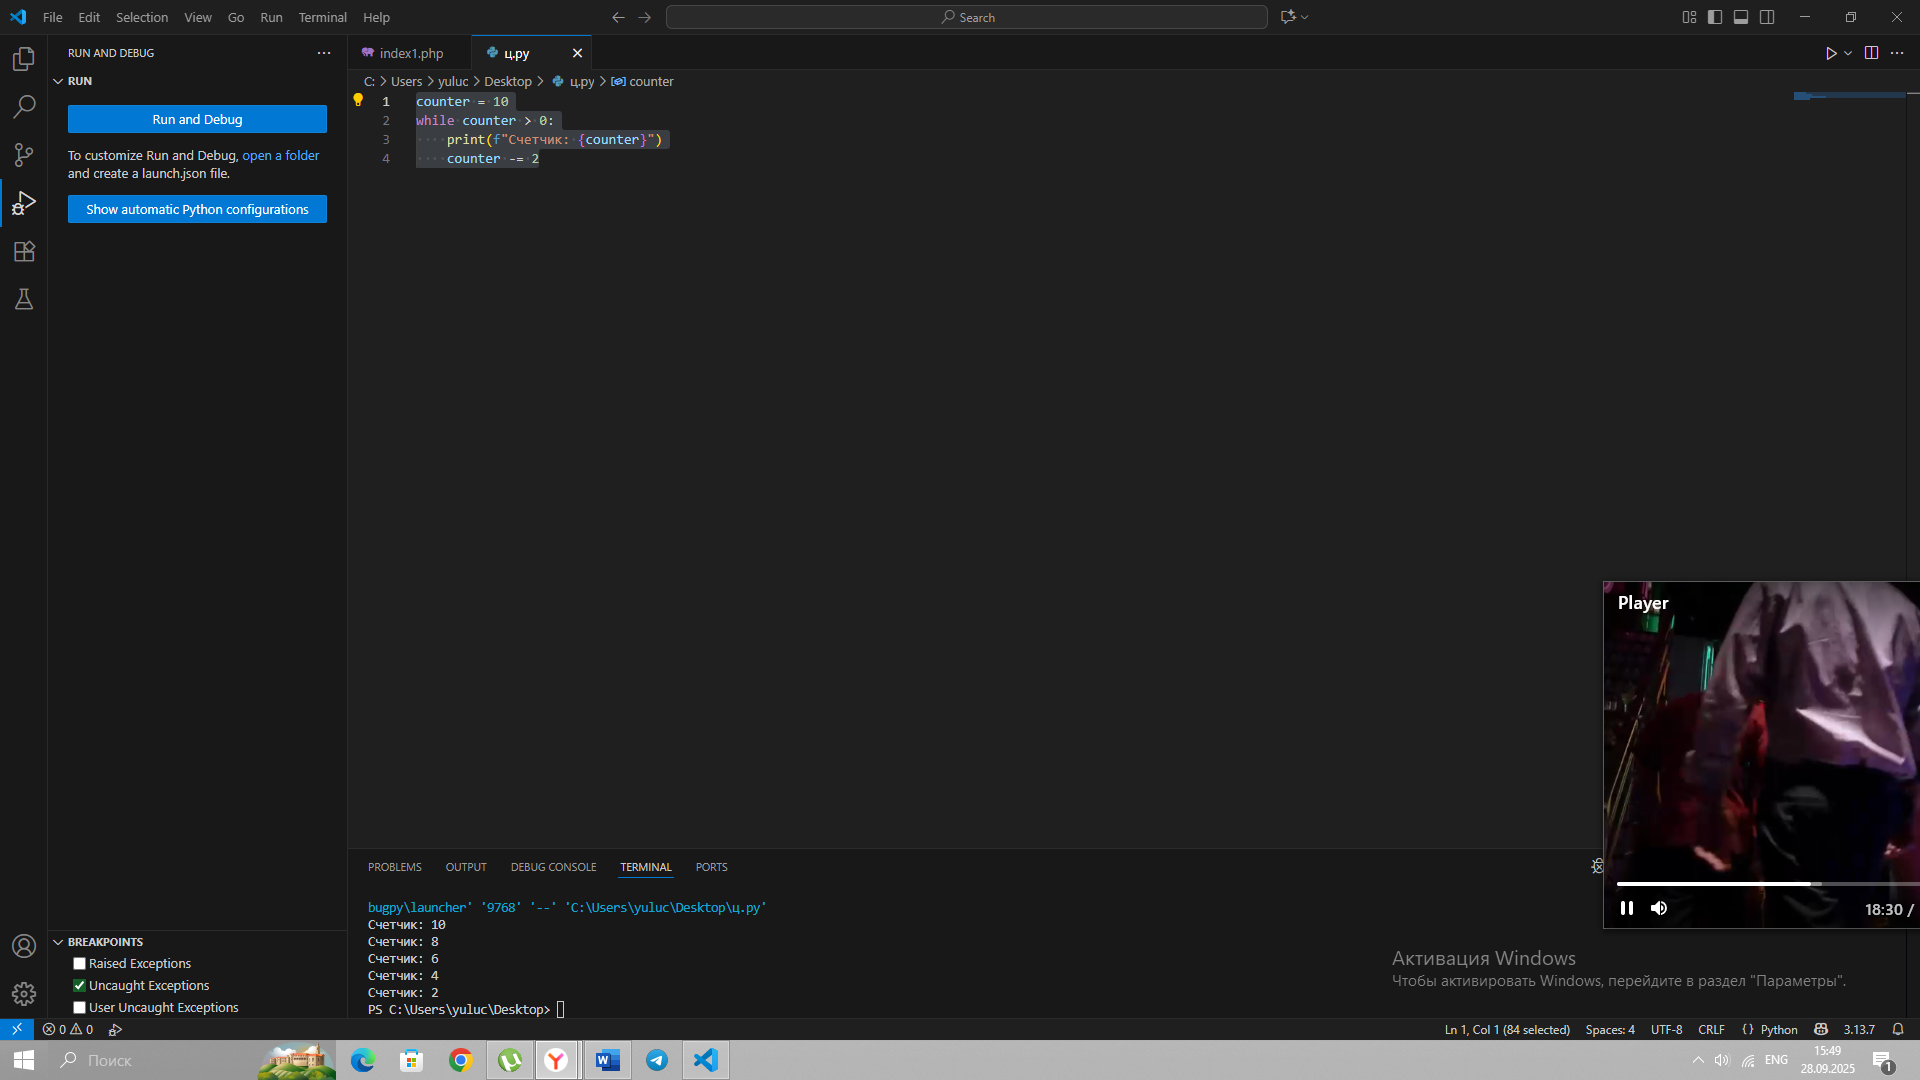 File Edit Selection View Go Run Terminal Help
Search
RUN AND DEBUG
RUN
Run and Debug
To customize Run and Debug, open a folder
and create a launch.json file.
Show automatic Python configurations
index1.php
ц.py
C: > Users > yuluc > Desktop > ц.py > counter
1 counter = 10
2 while counter > 0:
3 print(f"Счетчик: {counter}")
4 counter -= 2
Player
18:30 /
PROBLEMS OUTPUT DEBUG CONSOLE TERMINAL PORTS
bugpy\launcher' '9768' '--' 'C:\Users\yuluc\Desktop\ц.py'
Счетчик: 10
Счетчик: 8
Счетчик: 6
Счетчик: 4
Счетчик: 2
PS C:\Users\yuluc\Desktop>
BREAKPOINTS
Raised Exceptions
Uncaught Exceptions
User Uncaught Exceptions
Активация Windows
Чтобы активировать Windows, перейдите в раздел "Параметры".
0 0
Ln 1, Col 1 (84 selected) Spaces: 4 UTF-8 CRLF {} Python 3.13.7
Поиск
ENG
15:49
28.09.2025
1